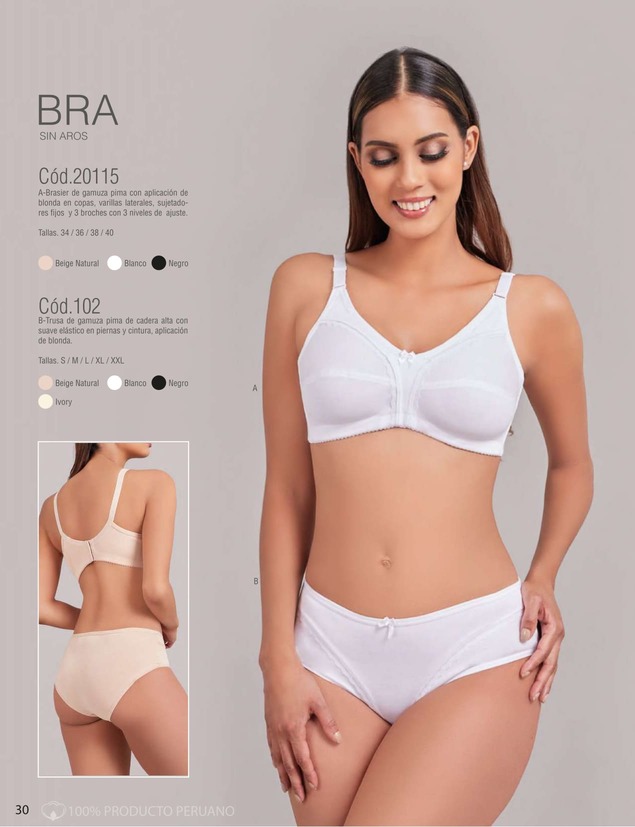 BRA
SIN AROS
Cód.20115
A-Brasier de gamuza pima con aplicación de
blonda en copas, varillas laterales, sujetado-
res fijos y 3 broches con 3 niveles de ajuste.
Tallas. 34 / 36 / 38 / 40
Beige Natural Blanco Negro
Cód.102
B-Trusa de gamuza pima de cadera alta con
suave elástico en piernas y cintura, aplicación
de blonda.
Tallas. S / M / L / XL / XXL
Beige Natural Blanco Negro
Ivory
A
B
30 100% PRODUCTO PERUANO